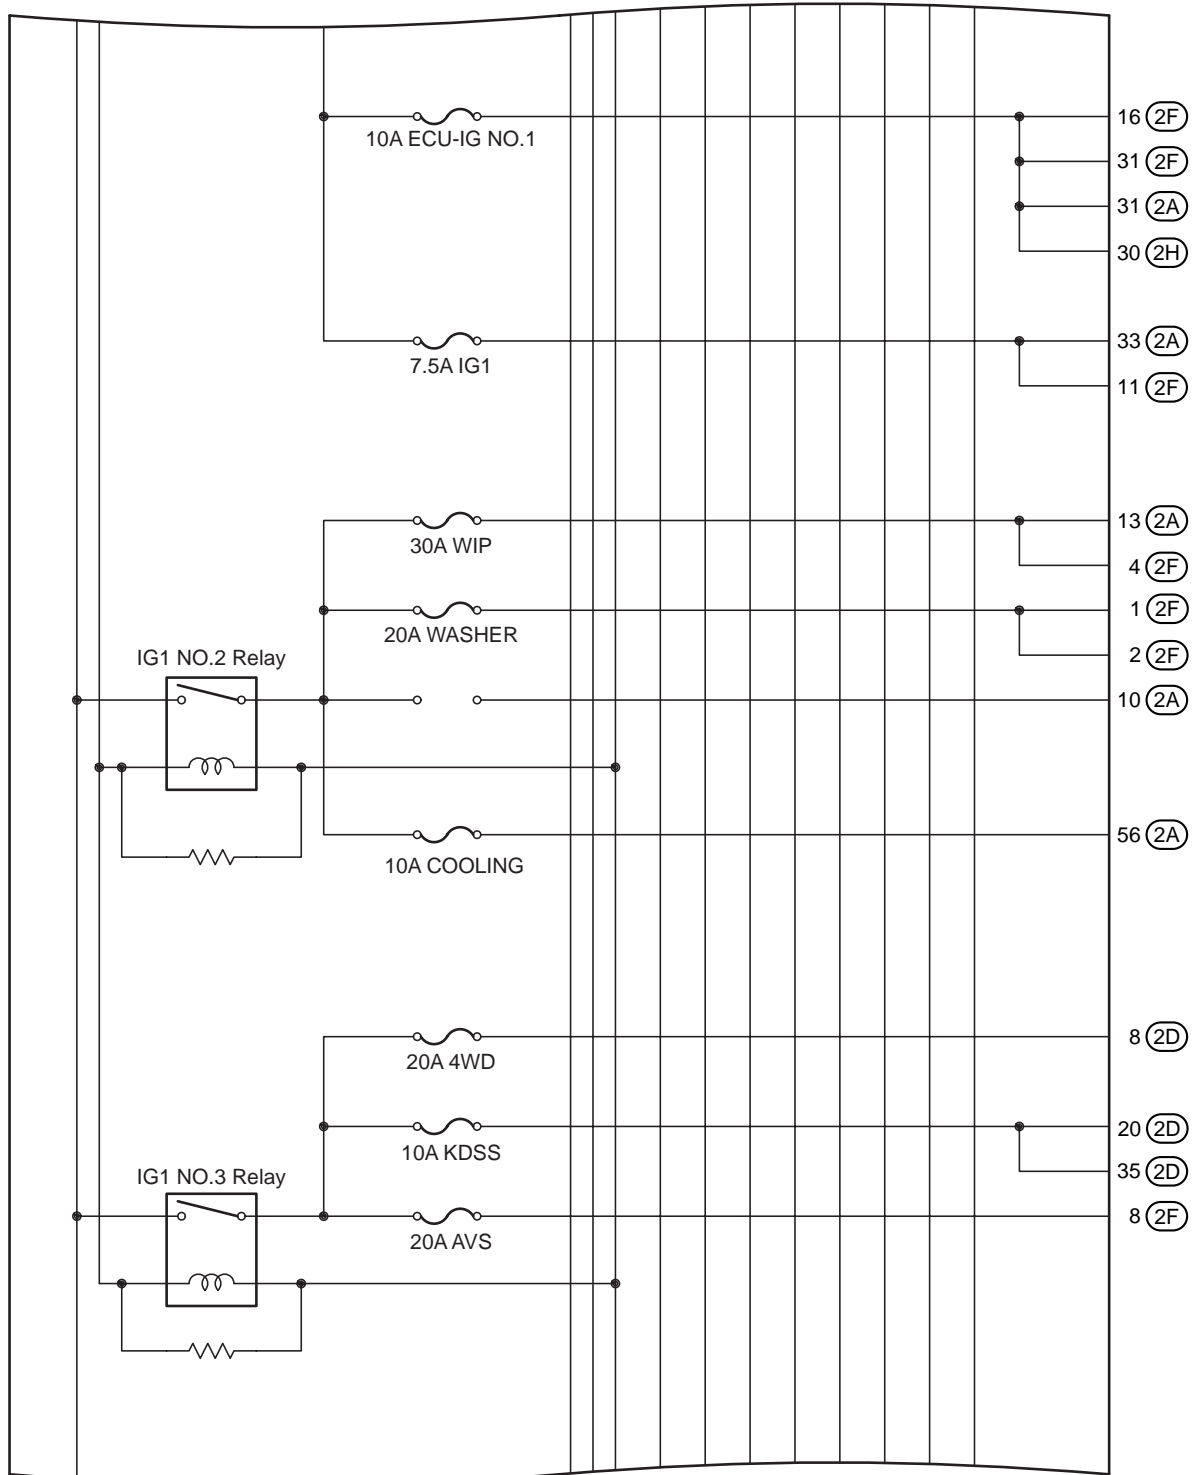 16 2F
10A ECU-IG NO.1
31 2F
31 2A
30 2H
33 2A
7.5A IG1
11 2F
13 2A
30A WIP
4 2F
1 2F
20A WASHER
2 2F
IG1 NO.2 Relay
10 2A
56 2A
10A COOLING
8 2D
20A 4WD
20 2D
10A KDSS
35 2D
IG1 NO.3 Relay
8 2F
20A AVS